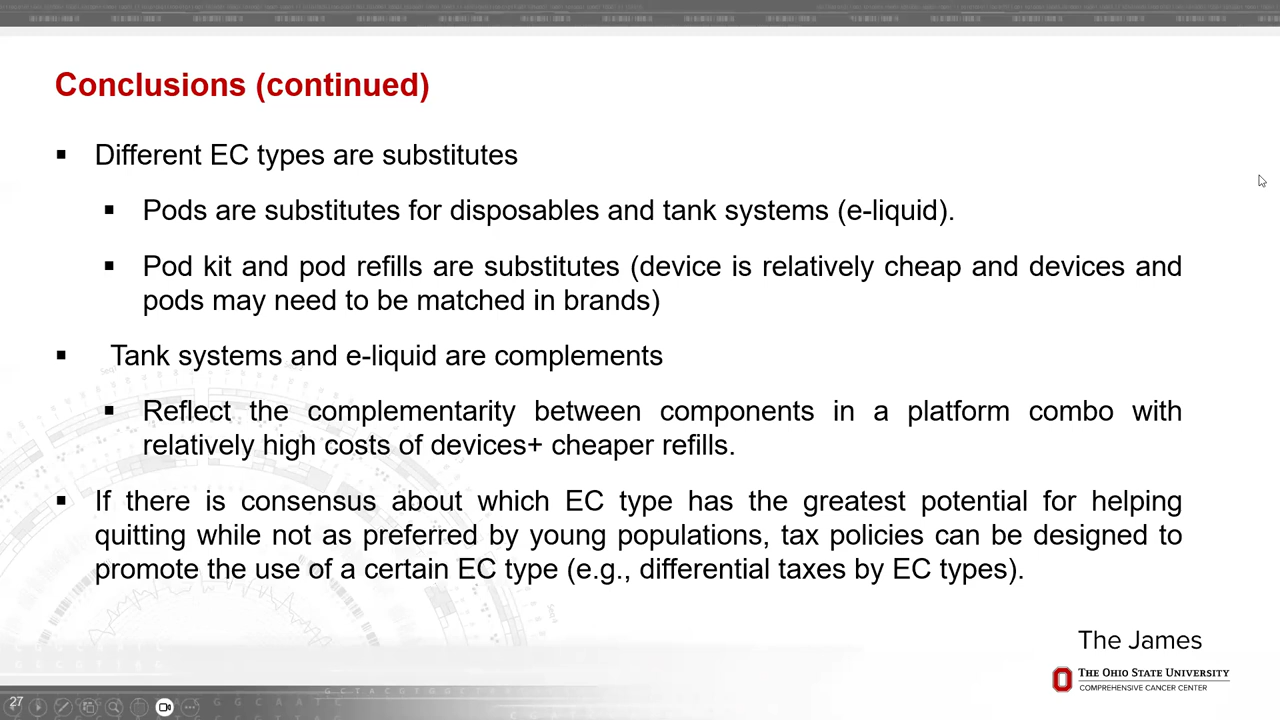 Conclusions (continued)
▪ Different EC types are substitutes
▪ Pods are substitutes for disposables and tank systems (e-liquid).
▪ Pod kit and pod refills are substitutes (device is relatively cheap and devices and
pods may need to be matched in brands)
▪ Tank systems and e-liquid are complements
▪ Reflect the complementarity between components in a platform combo with
relatively high costs of devices+ cheaper refills.
▪ If there is consensus about which EC type has the greatest potential for helping
quitting while not as preferred by young populations, tax policies can be designed to
promote the use of a certain EC type (e.g., differential taxes by EC types).
The James
THE OHIO STATE UNIVERSITY
COMPREHENSIVE CANCER CENTER
27